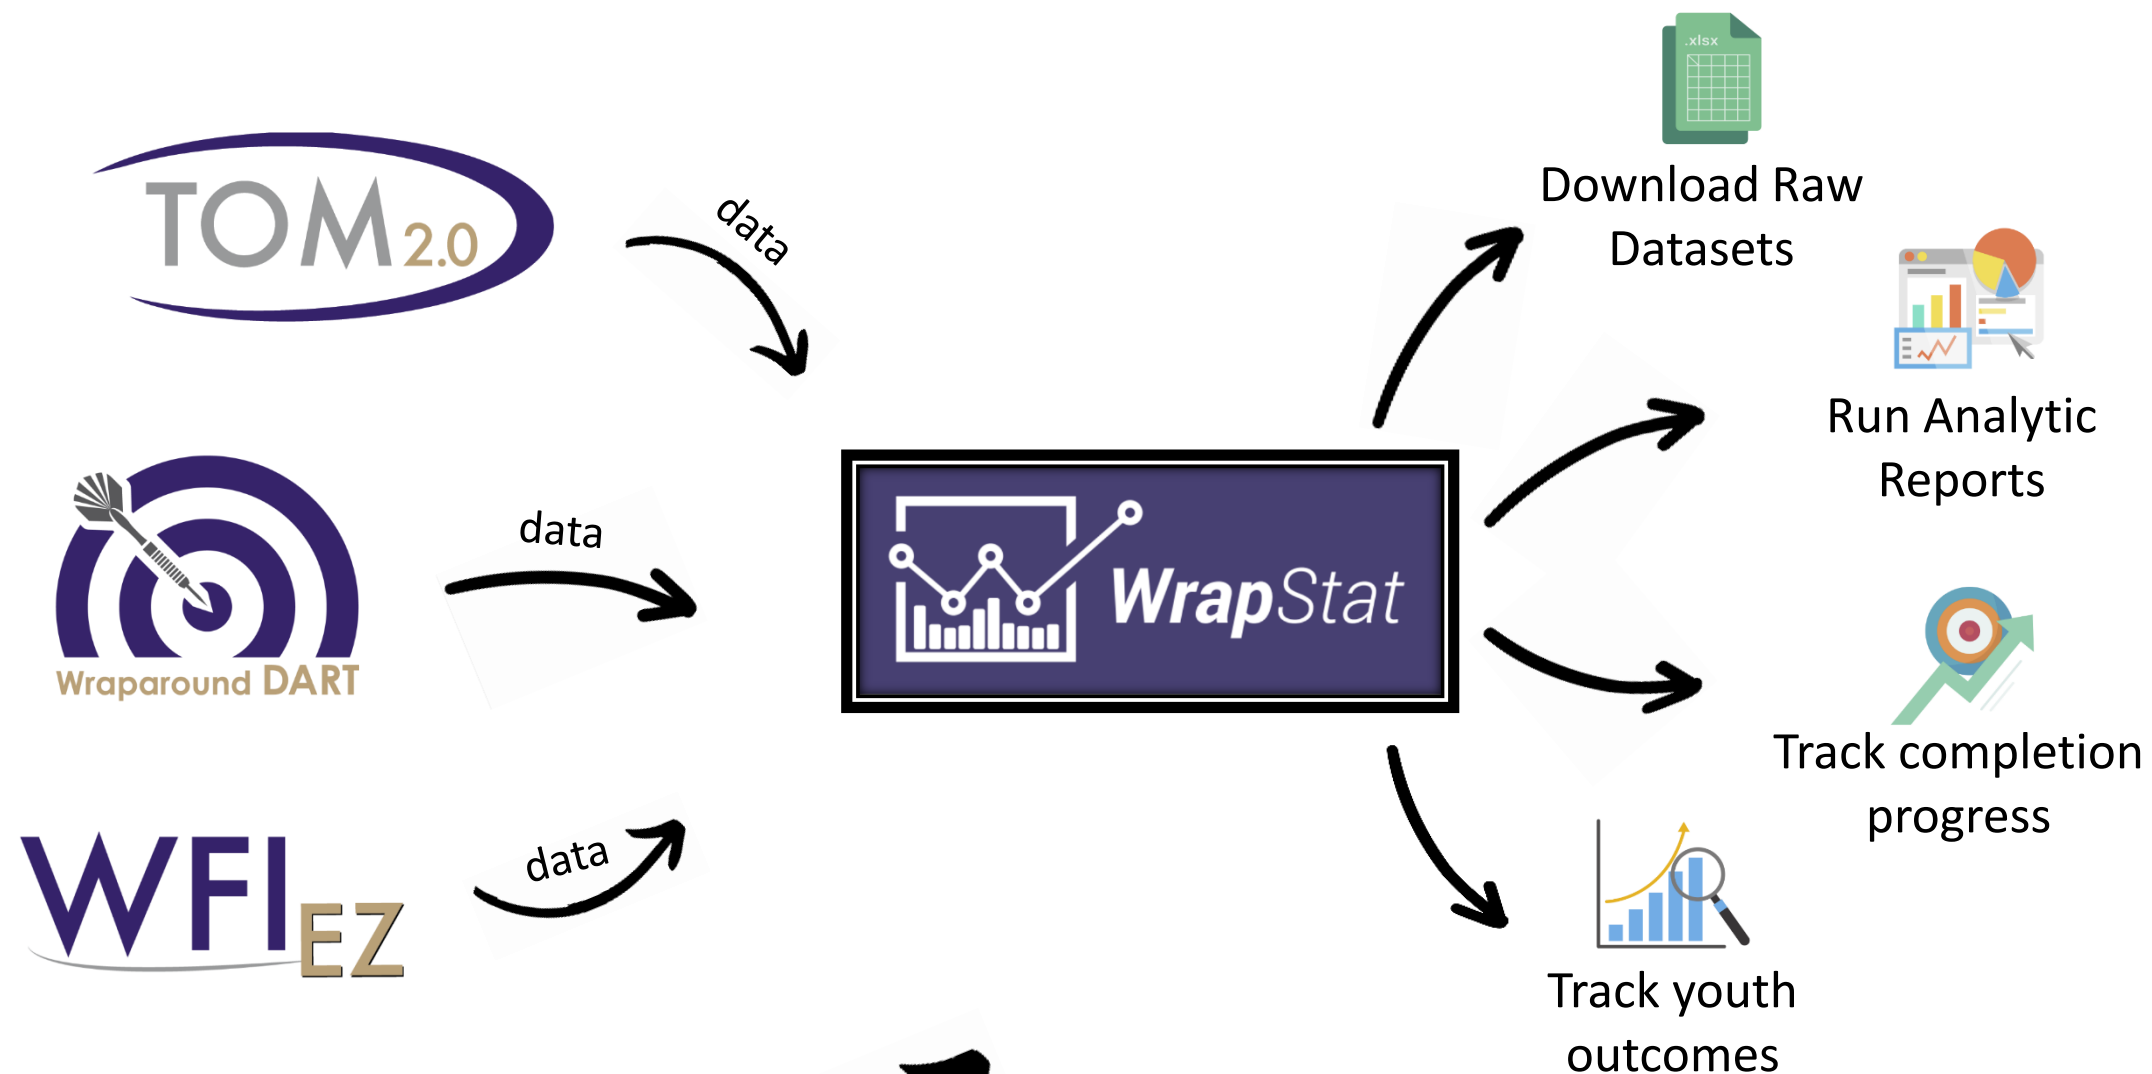 TOM 2.0
data
Wraparound DART
data
WFI EZ
data
WrapStat
.xlsx
Download Raw
Datasets
Run Analytic
Reports
Track completion
progress
Track youth
outcomes